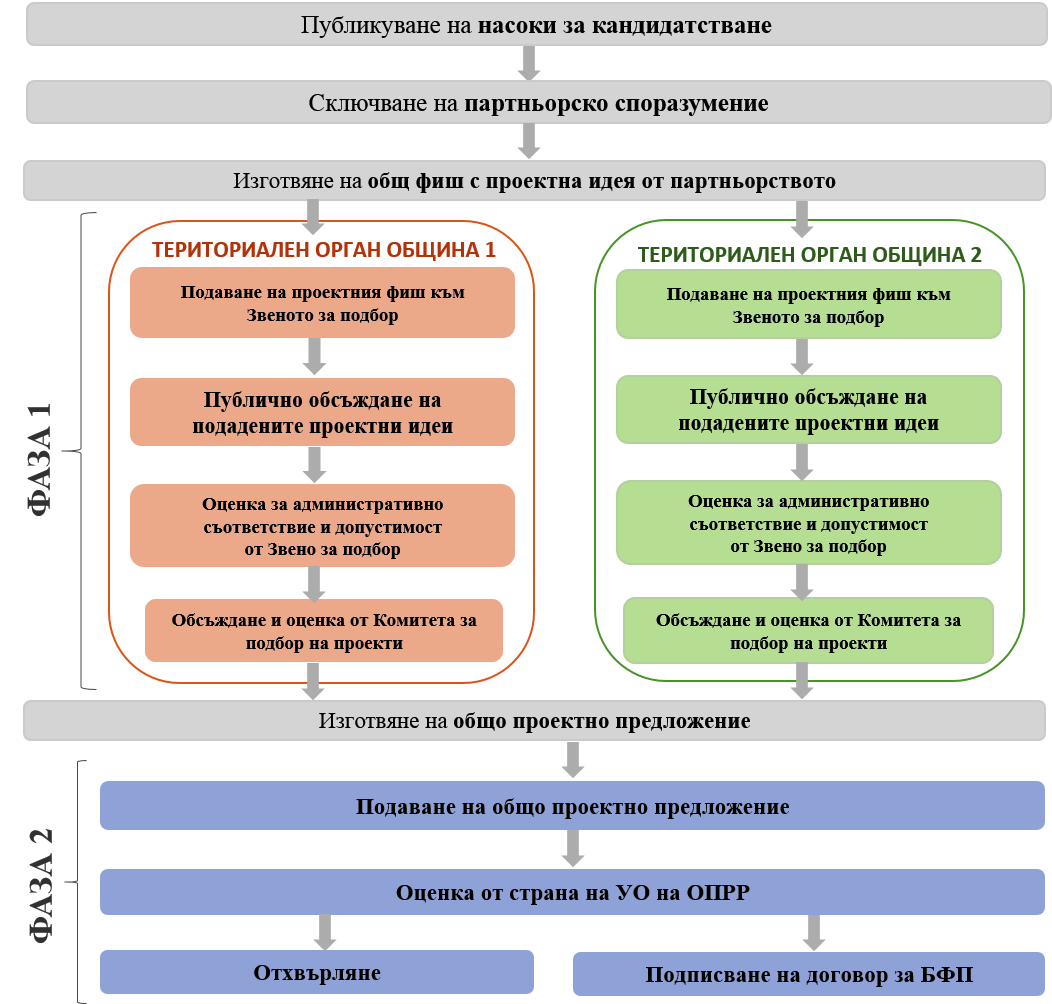 Публикуване на насоки за кандидатстване
Сключване на партньорско споразумение
Изготвяне на общ фиш с проектна идея от партньорството
ФАЗА 1
ТЕРИТОРИАЛЕН ОРГАН ОБЩИНА 1
Подаване на проектния фиш към
Звеното за подбор
Публично обсъждане на
подадените проектни идеи
Оценка за административно
съответствие и допустимост
от Звено за подбор
Обсъждане и оценка от Комитета за
подбор на проекти
ТЕРИТОРИАЛЕН ОРГАН ОБЩИНА 2
Подаване на проектния фиш към
Звеното за подбор
Публично обсъждане на
подадените проектни идеи
Оценка за административно
съответствие и допустимост
от Звено за подбор
Обсъждане и оценка от Комитета за
подбор на проекти
Изготвяне на общо проектно предложение
ФАЗА 2
Подаване на общо проектно предложение
Оценка от страна на УО на ОПРР
Отхвърляне
Подписване на договор за БФП